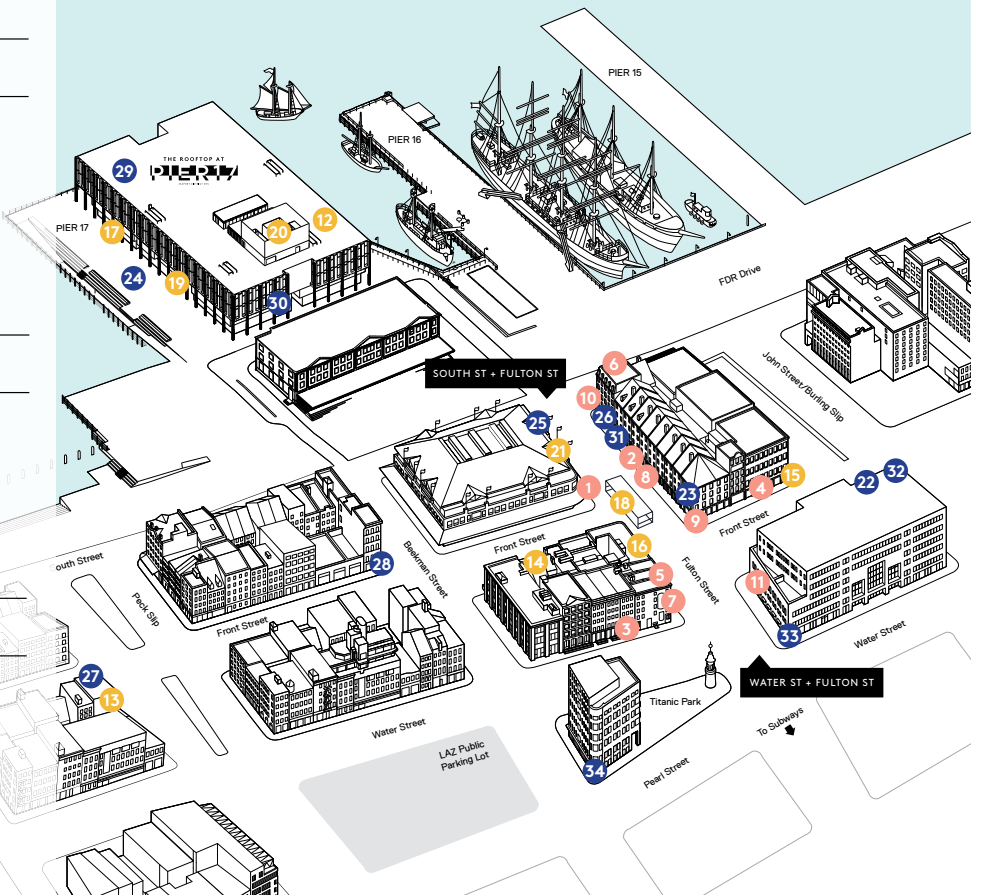 PIER 15
THE ROOFTOP AT
PIER17
PIER 16
29
12
20
17
PIER 17
24
19
30
FDR Drive
SOUTH ST + FULTON ST
John Street/Burling Slip
6
10
26
31
25
21
2
8
1
18
23
9
4
15
22
32
Front Street
Front Street
outh Street
Peck Slip
28
Beekman Street
Front Street
14
16
5
7
3
Fulton Street
11
33
Water Street
27
13
WATER ST + FULTON ST
Titanic Park
To Subways
Water Street
LAZ Public
Parking Lot
34
Pearl Street